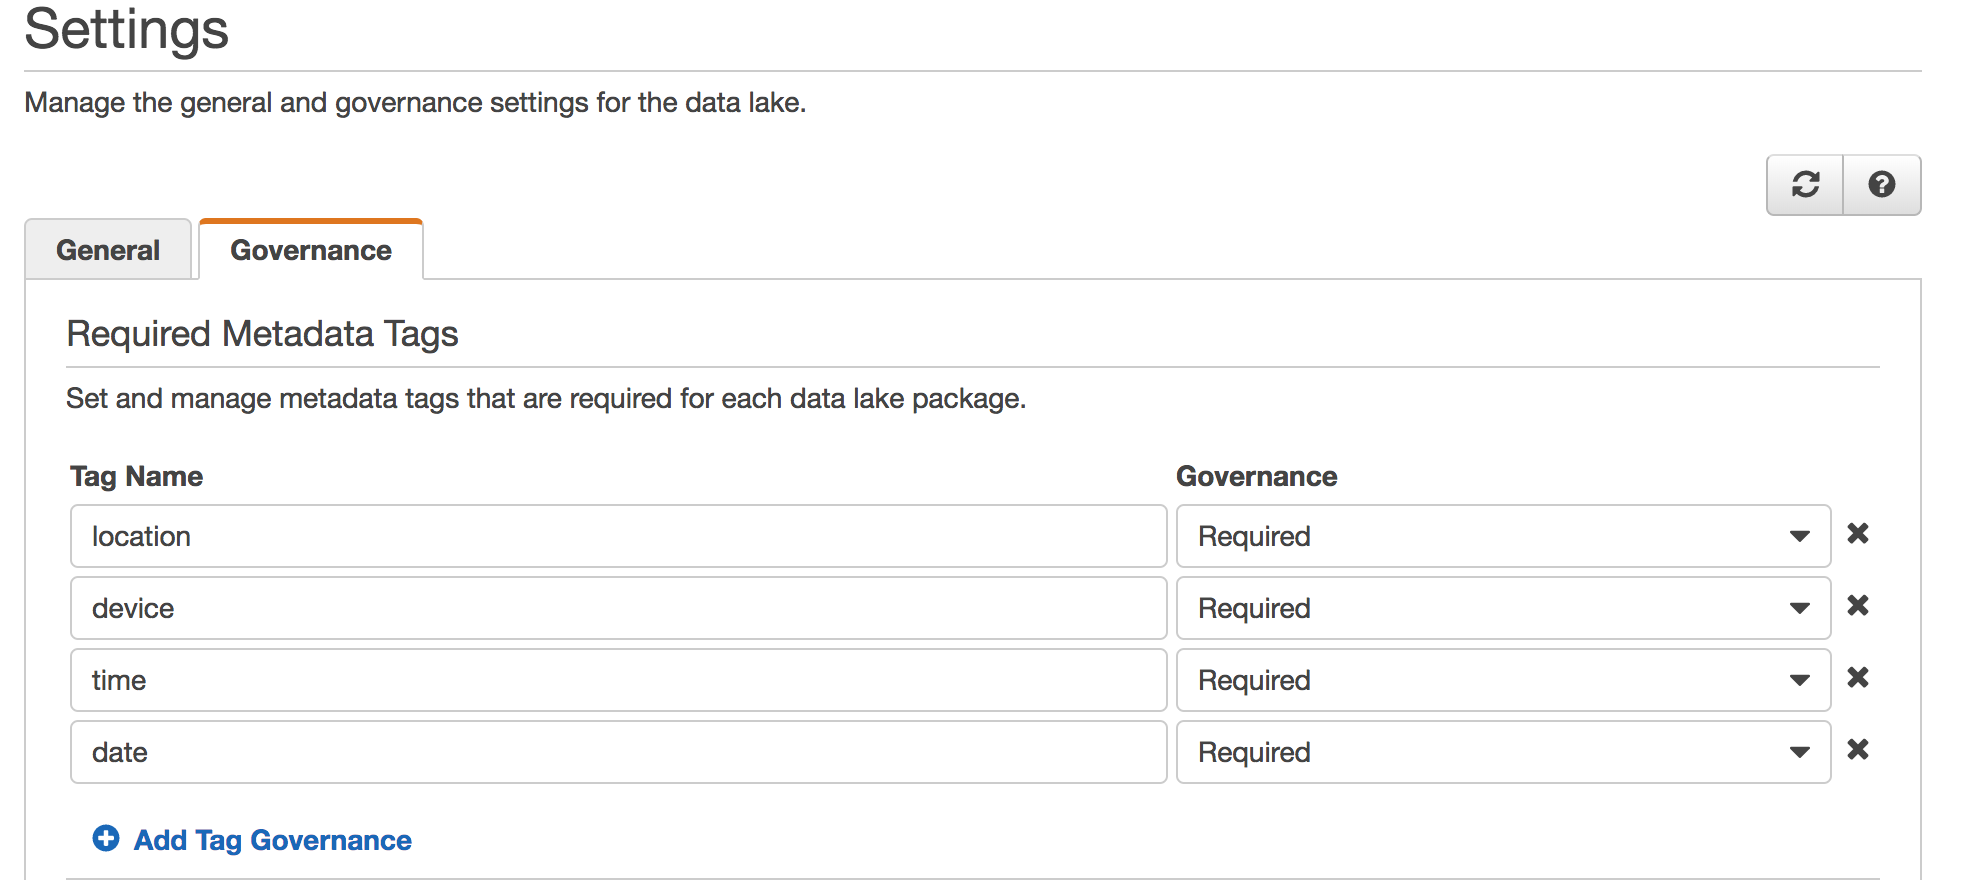 Settings
Manage the general and governance settings for the data lake.
General Governance
Required Metadata Tags
Set and manage metadata tags that are required for each data lake package.
Tag Name Governance
location Required
device Required
time Required
date Required
Add Tag Governance